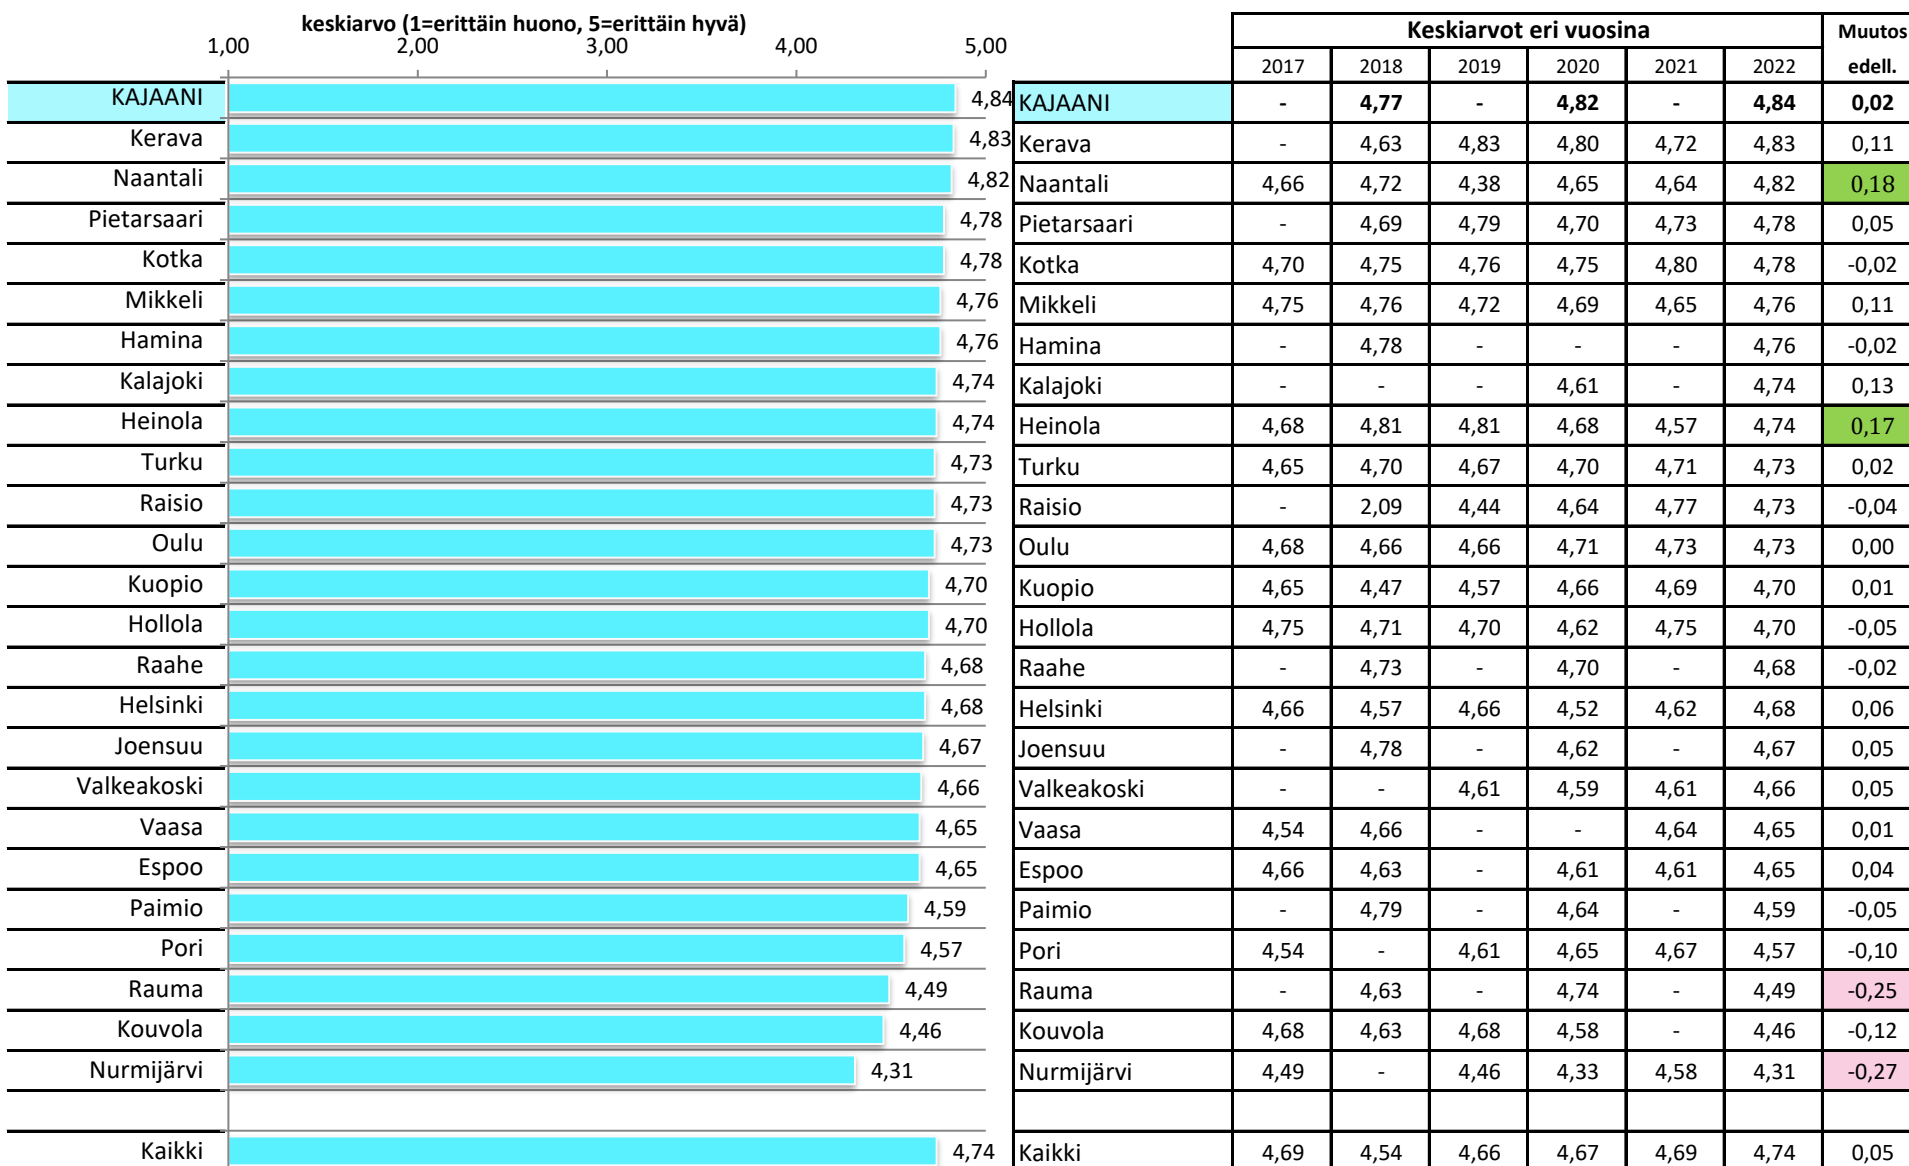 keskiarvo (1=erittäin huono, 5=erittäin hyvä)
1,00 2,00 3,00 4,00 5,00
KAJAANI 4,84
Kerava 4,83
Naantali 4,82
Pietarsaari 4,78
Kotka 4,78
Mikkeli 4,76
Hamina 4,76
Kalajoki 4,74
Heinola 4,74
Turku 4,73
Raisio 4,73
Oulu 4,73
Kuopio 4,70
Hollola 4,70
Raahe 4,68
Helsinki 4,68
Joensuu 4,67
Valkeakoski 4,66
Vaasa 4,65
Espoo 4,65
Paimio 4,59
Pori 4,57
Rauma 4,49
Kouvola 4,46
Nurmijärvi 4,31
Kaikki 4,74
Keskiarvot eri vuosina Muutos
2017 2018 2019 2020 2021 2022 edell.
KAJAANI - 4,77 - 4,82 - 4,84 0,02
Kerava - 4,63 4,83 4,80 4,72 4,83 0,11
Naantali 4,66 4,72 4,38 4,65 4,64 4,82 0,18
Pietarsaari - 4,69 4,79 4,70 4,73 4,78 0,05
Kotka 4,70 4,75 4,76 4,75 4,80 4,78 -0,02
Mikkeli 4,75 4,76 4,72 4,69 4,65 4,76 0,11
Hamina - 4,78 - - - 4,76 -0,02
Kalajoki - - - 4,61 - 4,74 0,13
Heinola 4,68 4,81 4,81 4,68 4,57 4,74 0,17
Turku 4,65 4,70 4,67 4,70 4,71 4,73 0,02
Raisio - 2,09 4,44 4,64 4,77 4,73 -0,04
Oulu 4,68 4,66 4,66 4,71 4,73 4,73 0,00
Kuopio 4,65 4,47 4,57 4,66 4,69 4,70 0,01
Hollola 4,75 4,71 4,70 4,62 4,75 4,70 -0,05
Raahe - 4,73 - 4,70 - 4,68 -0,02
Helsinki 4,66 4,57 4,66 4,52 4,62 4,68 0,06
Joensuu - 4,78 - 4,62 - 4,67 0,05
Valkeakoski - - 4,61 4,59 4,61 4,66 0,05
Vaasa 4,54 4,66 - - 4,64 4,65 0,01
Espoo 4,66 4,63 - 4,61 4,61 4,65 0,04
Paimio - 4,79 - 4,64 - 4,59 -0,05
Pori 4,54 - 4,61 4,65 4,67 4,57 -0,10
Rauma - 4,63 - 4,74 - 4,49 -0,25
Kouvola 4,68 4,63 4,68 4,58 - 4,46 -0,12
Nurmijärvi 4,49 - 4,46 4,33 4,58 4,31 -0,27
Kaikki 4,69 4,54 4,66 4,67 4,69 4,74 0,05